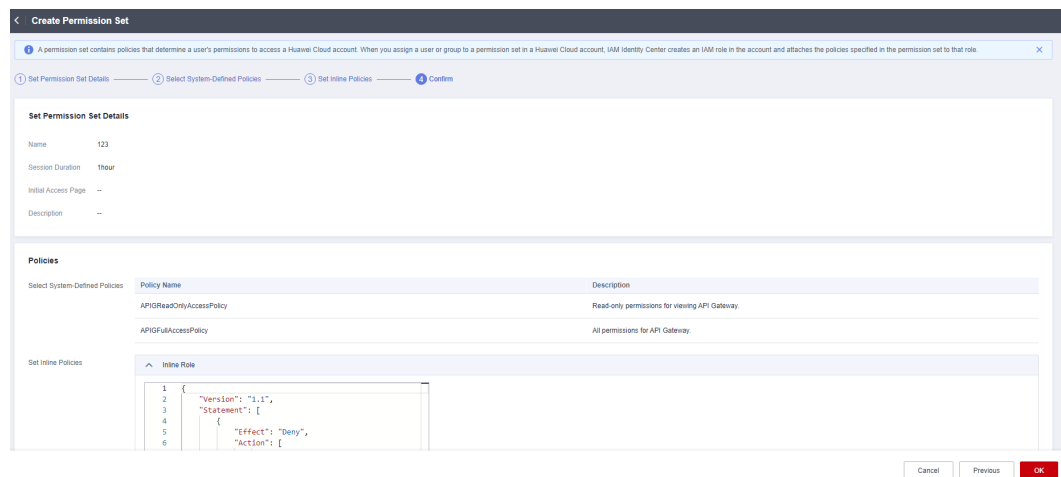 Create Permission Set
A permission set contains policies that determine a user's permissions to access a Huawei Cloud account. When you assign a user or group to a permission set in a Huawei Cloud account, IAM Identity Center creates an IAM role in the account and attaches the policies specified in the permission set to that role.
1 Set Permission Set Details 2 Select System-Defined Policies 3 Set Inline Policies 4 Confirm
Set Permission Set Details
Name 123
Session Duration 1hour
Initial Access Page --
Description --
Policies
Select System-Defined Policies Policy Name Description
APIGReadOnlyAccessPolicy Read-only permissions for viewing API Gateway.
APIGFullAccessPolicy All permissions for API Gateway.
Set Inline Policies Inline Role
1 {
2 "Version": "1.1",
3 "Statement": [
4 {
5 "Effect": "Deny",
6 "Action": [
Cancel Previous OK